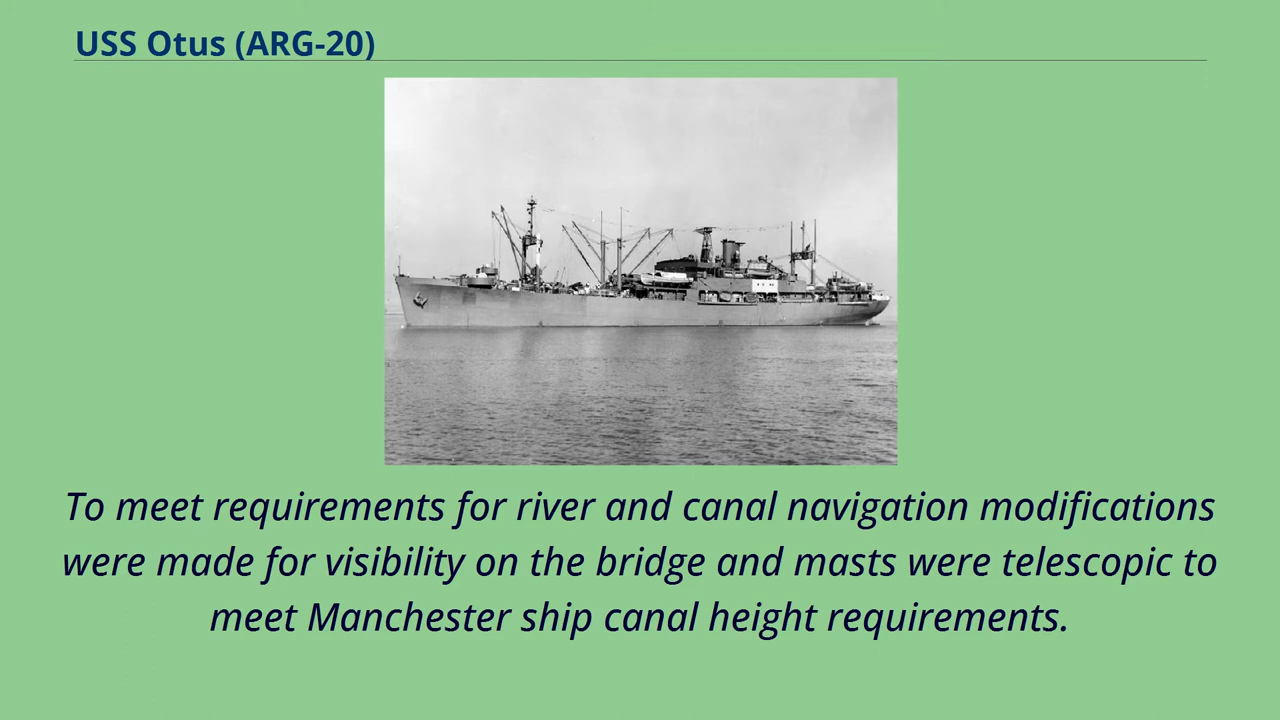 USS Otus (ARG-20)
To meet requirements for river and canal navigation modifications
were made for visibility on the bridge and masts were telescopic to
meet Manchester ship canal height requirements.